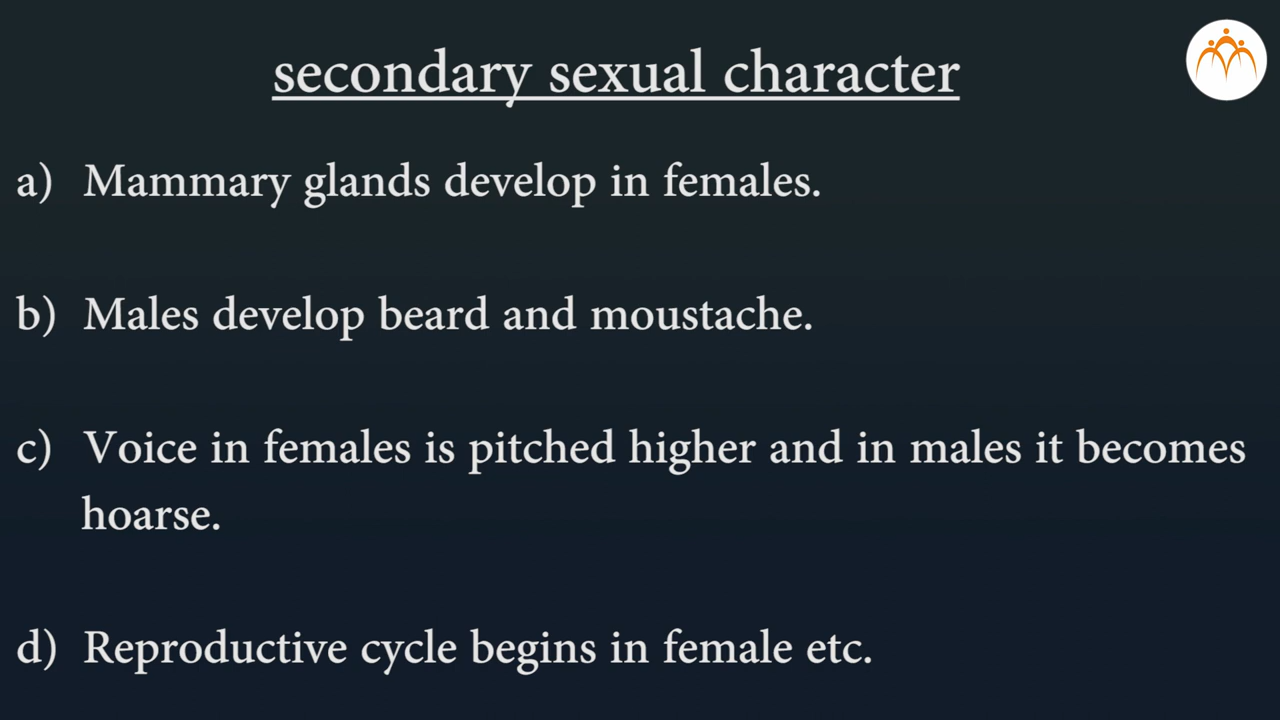 secondary sexual character
a) Mammary glands develop in females.
b) Males develop beard and moustache.
c) Voice in females is pitched higher and in males it becomes
hoarse.
d) Reproductive cycle begins in female etc.